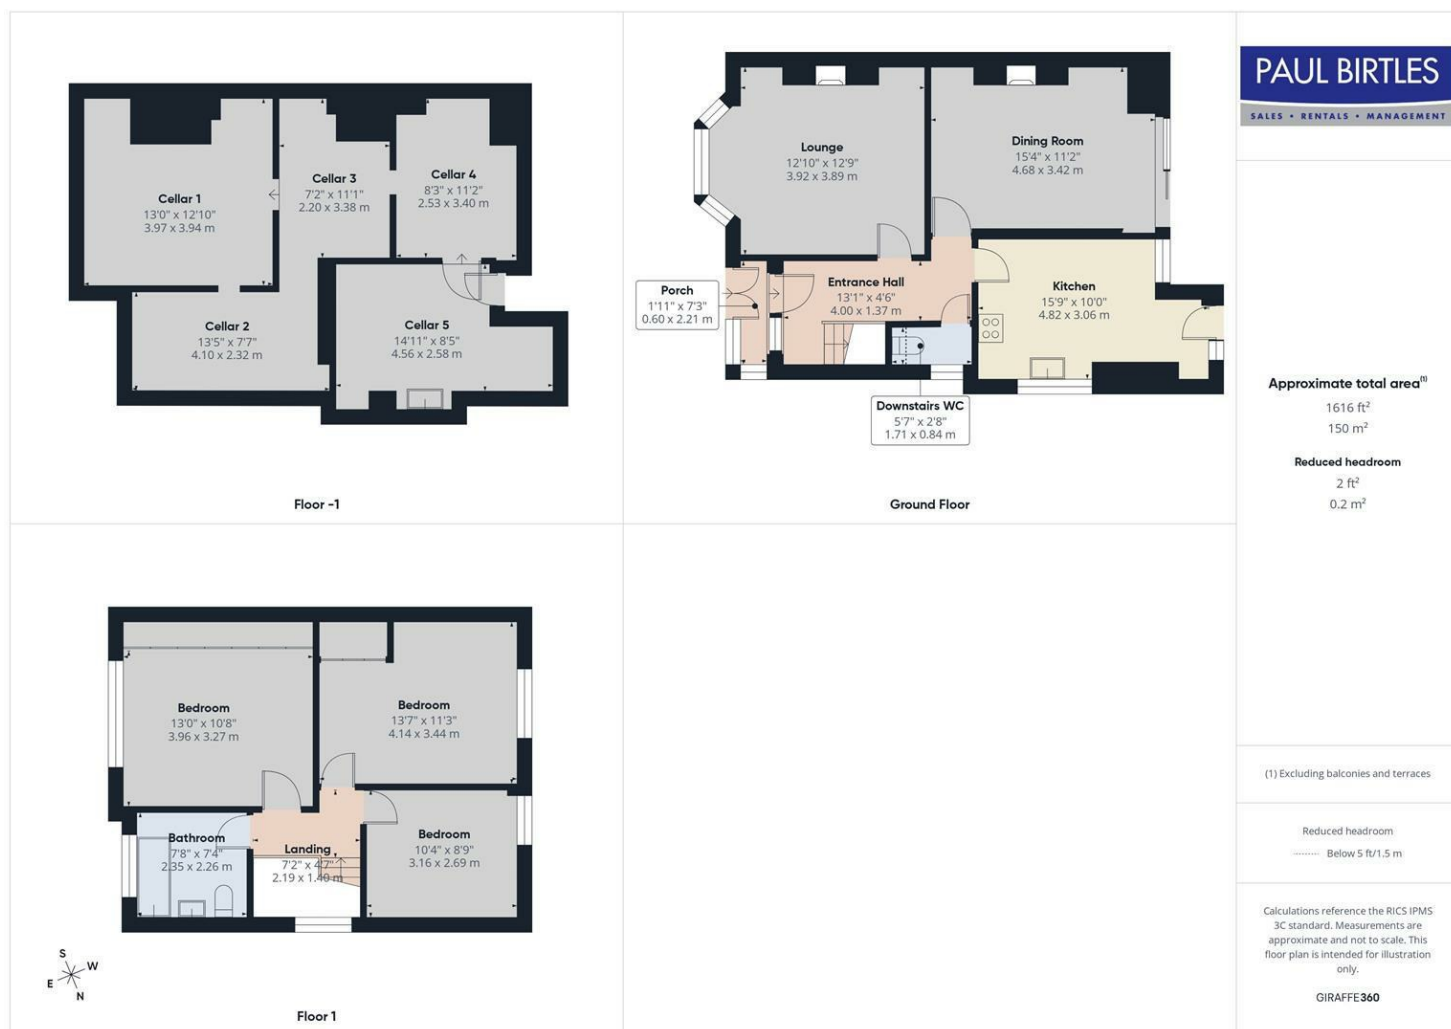 Cellar 1
13'0" x 12'10"
3.97 x 3.94 m
Cellar 3
7'2" x 11'1"
2.20 x 3.38 m
Cellar 4
8'3" x 11'2"
2.53 x 3.40 m
Cellar 2
13'5" x 7'7"
4.10 x 2.32 m
Cellar 5
14'11" x 8'5"
4.56 x 2.58 m
Floor -1
Lounge
12'10" x 12'9"
3.92 x 3.89 m
Dining Room
15'4" x 11'2"
4.68 x 3.42 m
Porch
1'11" x 7'3"
0.60 x 2.21 m
Entrance Hall
13'1" x 4'6"
4.00 x 1.37 m
Kitchen
15'9" x 10'0"
4.82 x 3.06 m
Downstairs WC
5'7" x 2'8"
1.71 x 0.84 m
Ground Floor
Bedroom
13'0" x 10'8"
3.96 x 3.27 m
Bedroom
13'7" x 11'3"
4.14 x 3.44 m
Bathroom
7'8" x 7'4"
2.35 x 2.26 m
Landing
7'2" x 4'7"
2.19 x 1.40 m
Bedroom
10'4" x 8'9"
3.16 x 2.69 m
S
W
E
N
Floor 1
PAUL BIRTLES
SALES • RENTALS • MANAGEMENT
Approximate total area(1)
1616 ft²
150 m²
Reduced headroom
2 ft²
0.2 m²
(1) Excluding balconies and terraces
Reduced headroom
Below 5 ft/1.5 m
Calculations reference the RICS IPMS
3C standard. Measurements are
approximate and not to scale. This
floor plan is intended for illustration
only.
GIRAFFE360